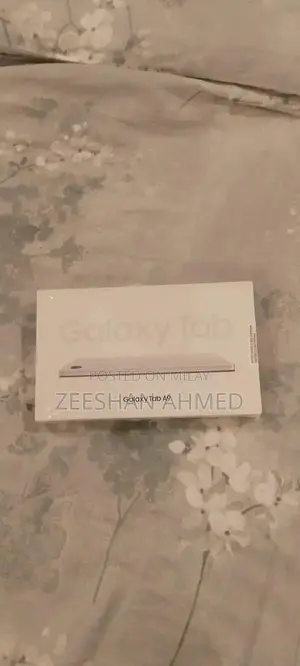 Galaxy Tab
POSTED ON MILAY
ZEESHAN AHMED
Galaxy Tab A9